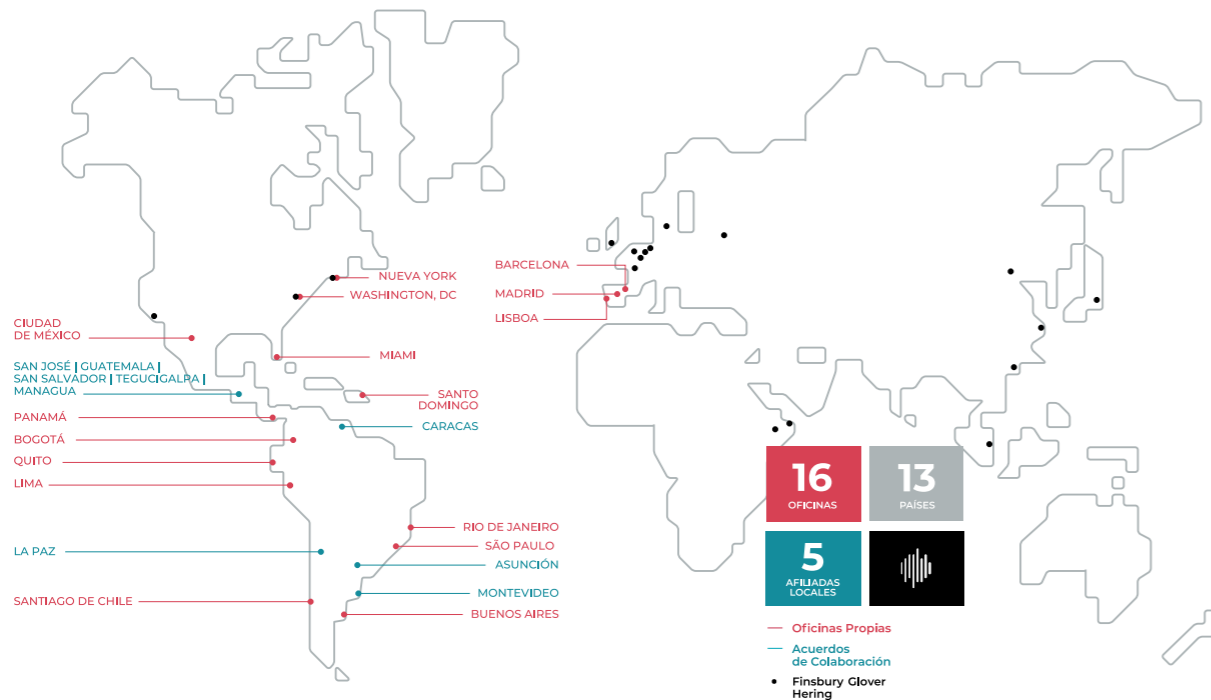 NUEVA YORK
WASHINGTON, DC
CIUDAD
DE MÉXICO
MIAMI
SAN JOSÉ | GUATEMALA |
SAN SALVADOR | TEGUCIGALPA |
MANAGUA
SANTO
DOMINGO
PANAMÁ
CARACAS
BOGOTÁ
QUITO
LIMA
RIO DE JANEIRO
SÃO PAULO
LA PAZ
ASUNCIÓN
MONTEVIDEO
SANTIAGO DE CHILE
BUENOS AIRES
BARCELONA
MADRID
LISBOA
16
OFICINAS
13
PAÍSES
5
AFILIADAS
LOCALES
Oficinas Propias
Acuerdos
de Colaboración
Finsbury Glover
Hering